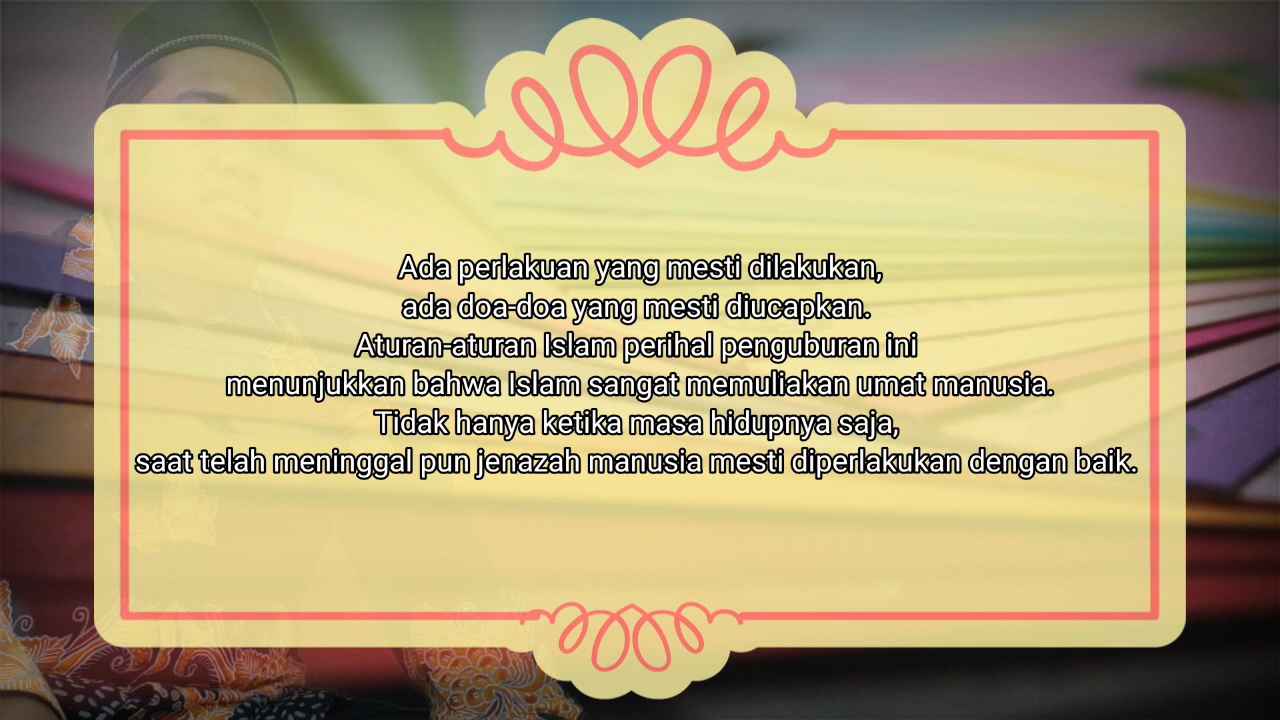 Ada perlakuan yang mesti dilakukan,
ada doa-doa yang mesti diucapkan.
Aturan-aturan Islam perihal penguburan ini
menunjukkan bahwa Islam sangat memuliakan umat manusia.
Tidak hanya ketika masa hidupnya saja,
saat telah meninggal pun jenazah manusia mesti diperlakukan dengan baik.